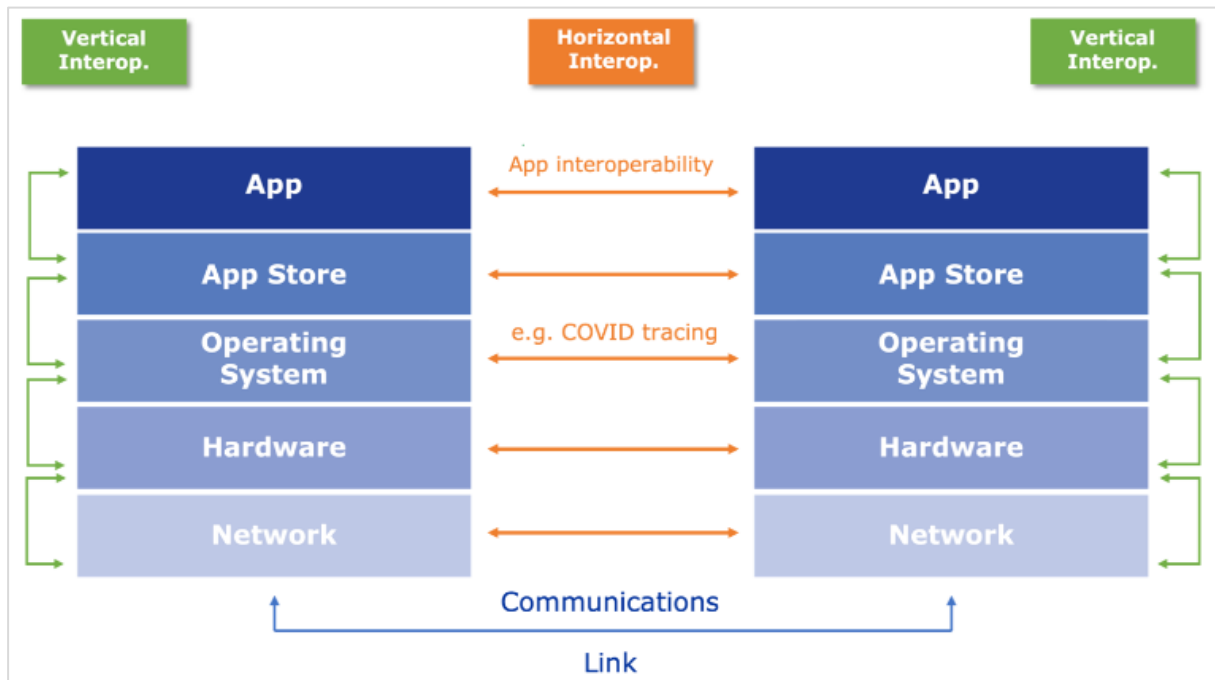 Vertical
Interop.
Horizontal
Interop.
Vertical
Interop.
App
App interoperability
App
App Store
App Store
Operating
System
e.g. COVID tracing
Operating
System
Hardware
Hardware
Network
Network
Communications
Link